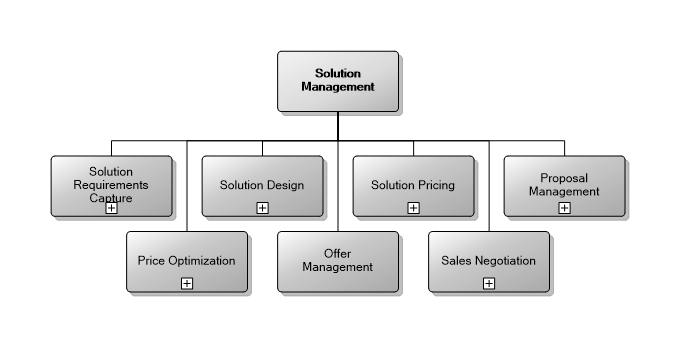 Solution
Management
Solution
Requirements
Capture
Solution Design
Solution Pricing
Proposal
Management
Price Optimization
Offer
Management
Sales Negotiation